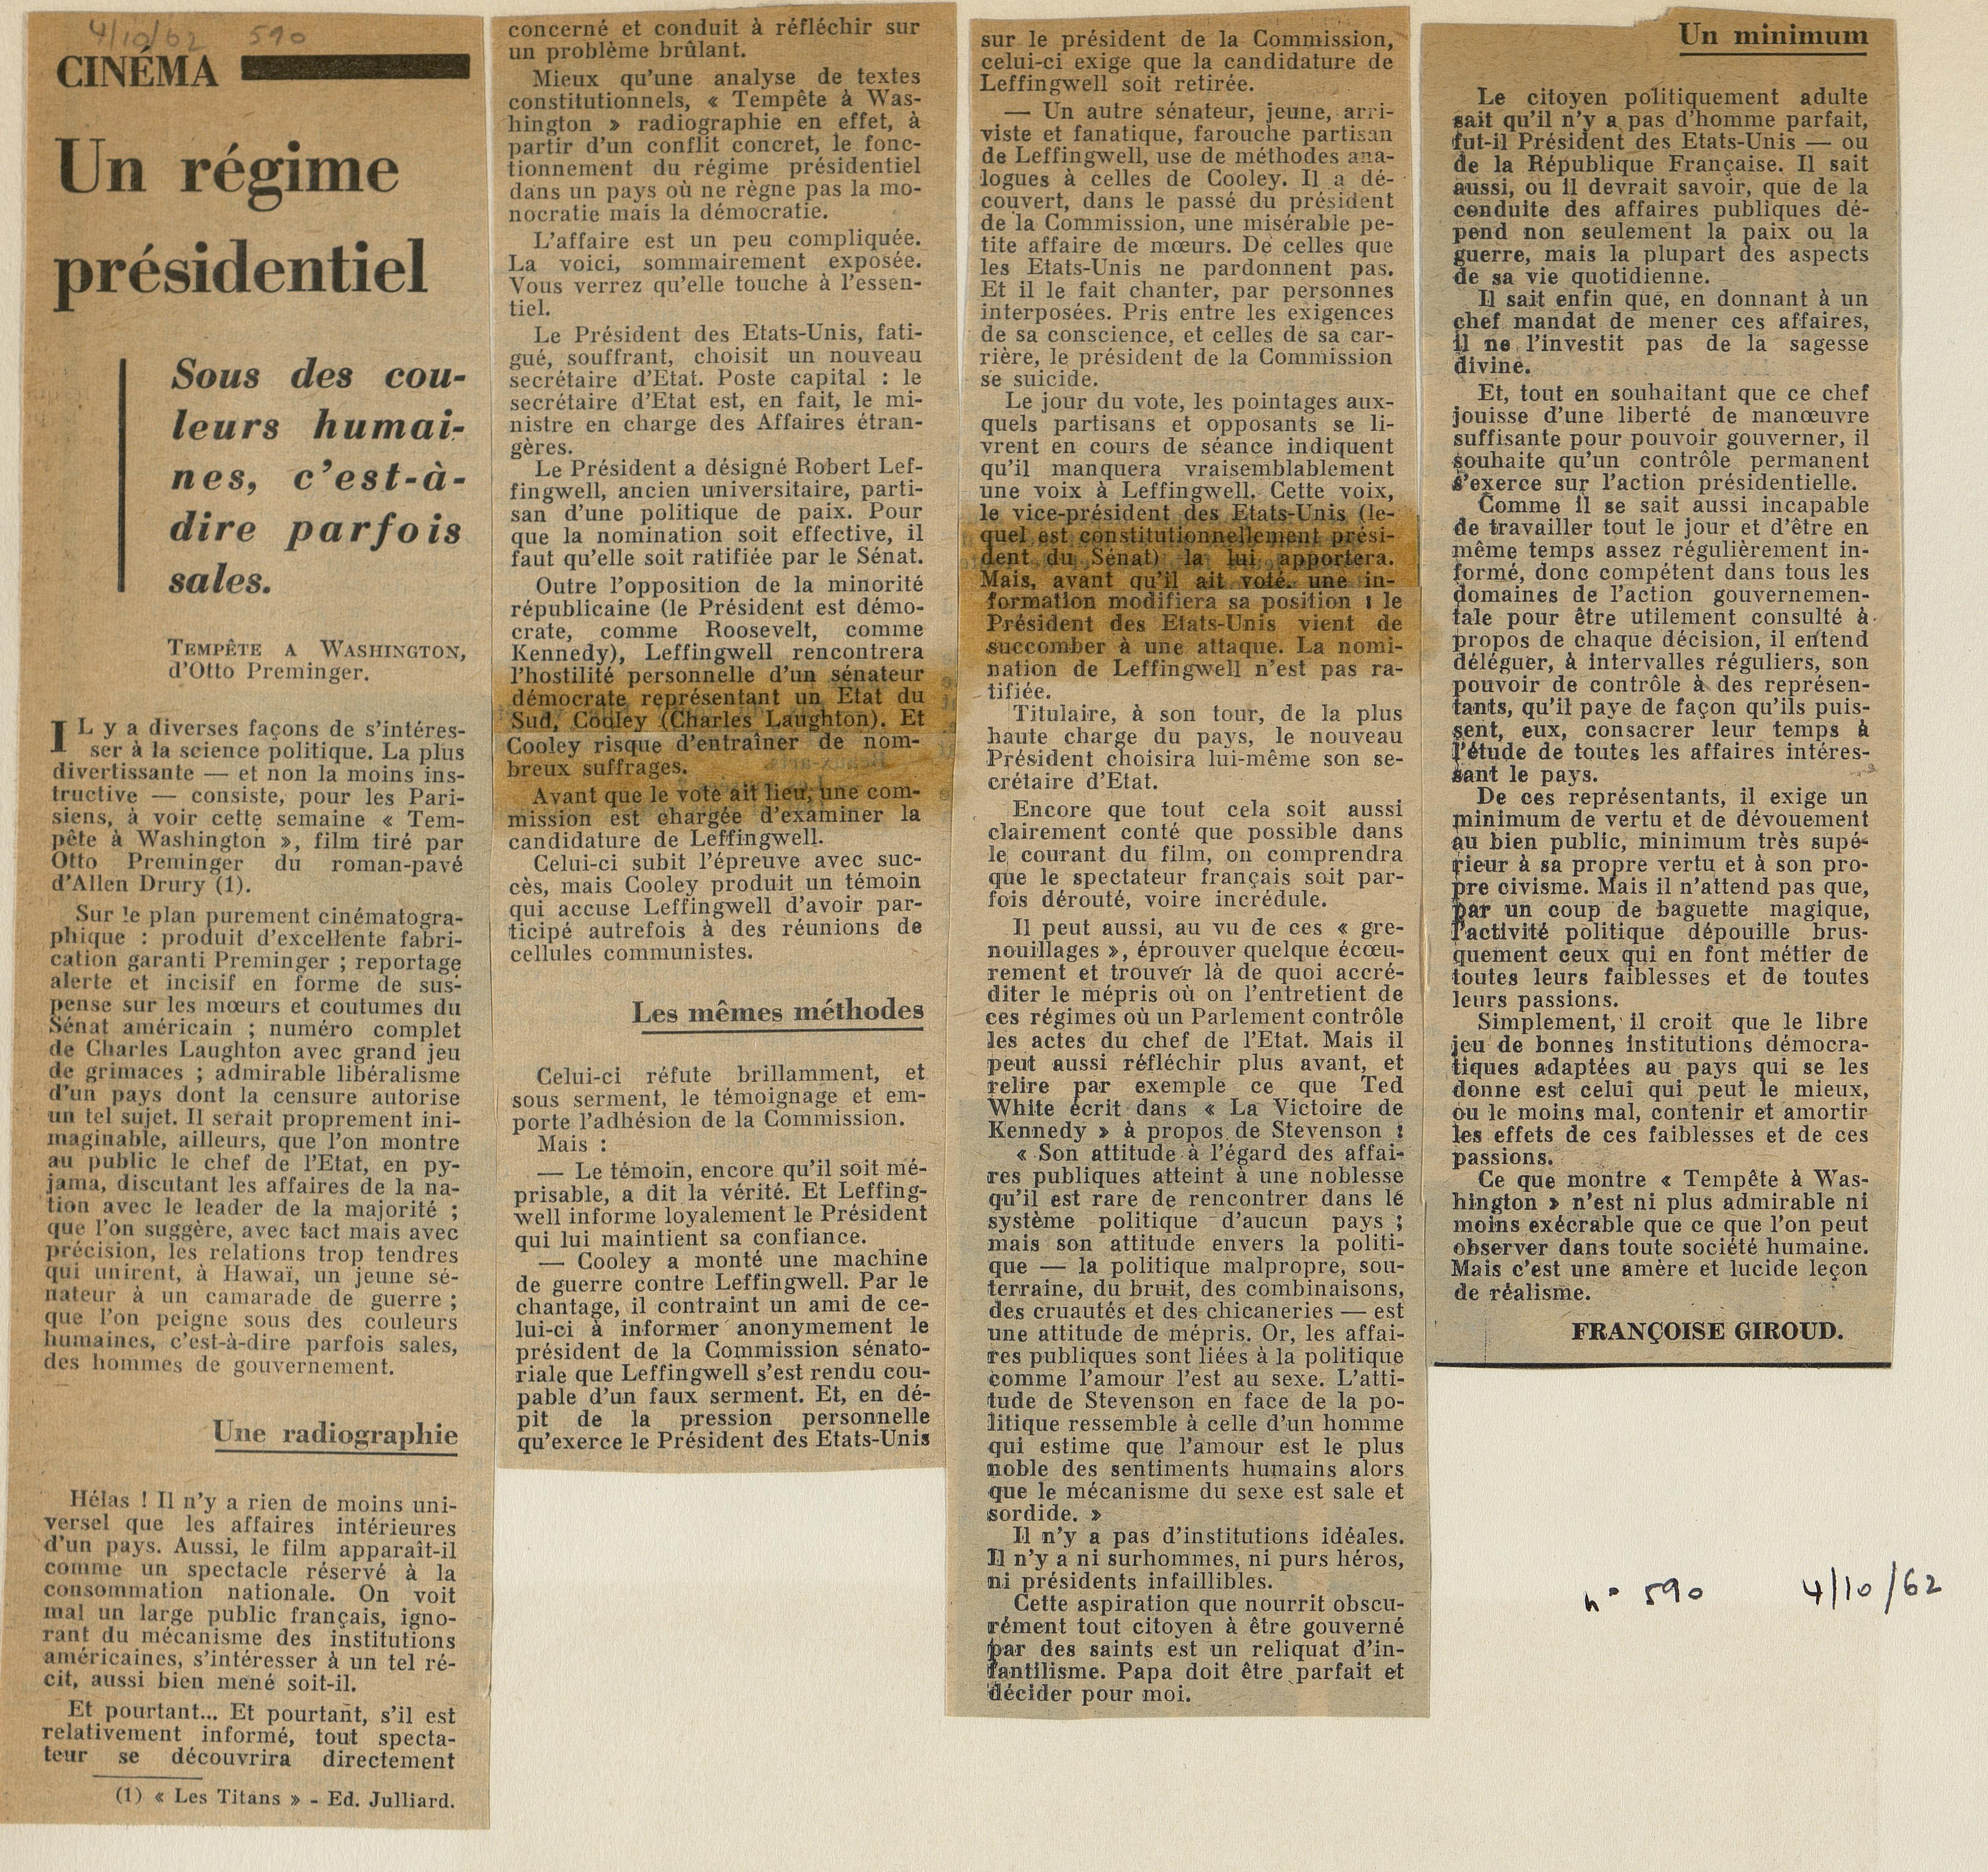 4/10/62 590
CINÉMA
Un régime
présidentiel
Sous des cou-
leurs humai-
nes, c'est-à-
dire parfois
sales.
TEMPÊTE A WASHINGTON,
d'Otto Preminger.
IL y a diverses façons de s'intéres-
ser à la science politique. La plus
divertissante — et non la moins ins-
tructive — consiste, pour les Pari-
siens, à voir cette semaine « Tem-
pête à Washington », film tiré par
Otto Preminger du roman-pavé
d'Allen Drury (1).
Sur le plan purement cinématogra-
phique : produit d'excellente fabri-
cation garanti Preminger ; reportage
alerte et incisif en forme de sus-
pense sur les mœurs et coutumes du
Sénat américain ; numéro complet
de Charles Laughton avec grand jeu
de grimaces ; admirable libéralisme
d'un pays dont la censure autorise
un tel sujet. Il serait proprement ini-
maginable, ailleurs, que l'on montre
au public le chef de l'Etat, en py-
jama, discutant les affaires de la na-
tion avec le leader de la majorité ;
que l'on suggère, avec tact mais avec
précision, les relations trop tendres
qui unirent, à Hawaï, un jeune sé-
nateur à un camarade de guerre ;
que l'on peigne sous des couleurs
humaines, c'est-à-dire parfois sales,
des hommes de gouvernement.
Une radiographie
Hélas ! Il n'y a rien de moins uni-
versel que les affaires intérieures
d'un pays. Aussi, le film apparaît-il
comme un spectacle réservé à la
consommation nationale. On voit
mal un large public français, igno-
rant du mécanisme des institutions
américaines, s'intéresser à un tel ré-
cit, aussi bien mené soit-il.
Et pourtant... Et pourtant, s'il est
relativement informé, tout specta-
teur se découvrira directement
(1) « Les Titans » - Ed. Julliard.
concerné et conduit à réfléchir sur
un problème brûlant.
Mieux qu'une analyse de textes
constitutionnels, « Tempête à Was-
hington » radiographie en effet, à
partir d'un conflit concret, le fonc-
tionnement du régime présidentiel
dans un pays où ne règne pas la mo-
nocratie mais la démocratie.
L'affaire est un peu compliquée.
La voici, sommairement exposée.
Vous verrez qu'elle touche à l'essen-
tiel.
Le Président des Etats-Unis, fati-
gué, souffrant, choisit un nouveau
secrétaire d'Etat. Poste capital : le
secrétaire d'Etat est, en fait, le mi-
nistre en charge des Affaires étran-
gères.
Le Président a désigné Robert Lef-
fingwell, ancien universitaire, parti-
san d'une politique de paix. Pour
que la nomination soit effective, il
faut qu'elle soit ratifiée par le Sénat.
Outre l'opposition de la minorité
républicaine (le Président est démo-
crate, comme Roosevelt, comme
Kennedy), Leffingwell rencontrera
l'hostilité personnelle d'un sénateur
démocrate représentant un Etat du
Sud, Cooley (Charles Laughton). Et
Cooley risque d'entraîner de nom-
breux suffrages.
Avant que le vote ait lieu, une com-
mission est chargée d'examiner la
candidature de Leffingwell.
Celui-ci subit l'épreuve avec suc-
cès, mais Cooley produit un témoin
qui accuse Leffingwell d'avoir par-
ticipé autrefois à des réunions de
cellules communistes.
Les mêmes méthodes
Celui-ci réfute brillamment, et
sous serment, le témoignage et em-
porte l'adhésion de la Commission.
Mais :
— Le témoin, encore qu'il soit mé-
prisable, a dit la vérité. Et Leffing-
well informe loyalement le Président
qui lui maintient sa confiance.
— Cooley a monté une machine
de guerre contre Leffingwell. Par le
chantage, il contraint un ami de ce-
lui-ci à informer anonymement le
président de la Commission sénato-
riale que Leffingwell s'est rendu cou-
pable d'un faux serment. Et, en dé-
pit de la pression personnelle
qu'exerce le Président des Etats-Unis
sur le président de la Commission,
celui-ci exige que la candidature de
Leffingwell soit retirée.
— Un autre sénateur, jeune, arri-
viste et fanatique, farouche partisan
de Leffingwell, use de méthodes ana-
logues à celles de Cooley. Il a dé-
couvert, dans le passé du président
de la Commission, une misérable pe-
tite affaire de mœurs. De celles que
les Etats-Unis ne pardonnent pas.
Et il le fait chanter, par personnes
interposées. Pris entre les exigences
de sa conscience, et celles de sa car-
rière, le président de la Commission
se suicide.
Le jour du vote, les pointages aux-
quels partisans et opposants se li-
vrent en cours de séance indiquent
qu'il manquera vraisemblablement
une voix à Leffingwell. Cette voix,
le vice-président des Etats-Unis (le-
quel est constitutionnellement prési-
dent du Sénat) la lui apportera.
Mais, avant qu'il ait voté, une in-
formation modifiera sa position : le
Président des Etats-Unis vient de
succomber à une attaque. La nomi-
nation de Leffingwell n'est pas ra-
tifiée.
Titulaire, à son tour, de la plus
haute charge du pays, le nouveau
Président choisira lui-même son se-
crétaire d'Etat.
Encore que tout cela soit aussi
clairement conté que possible dans
le courant du film, on comprendra
que le spectateur français soit par-
fois dérouté, voire incrédule.
Il peut aussi, au vu de ces « gre-
nouillages », éprouver quelque écœu-
rement et trouver là de quoi accré-
diter le mépris où on l'entretient de
ces régimes où un Parlement contrôle
les actes du chef de l'Etat. Mais il
peut aussi réfléchir plus avant, et
relire par exemple ce que Ted
White écrit dans « La Victoire de
Kennedy » à propos de Stevenson :
« Son attitude à l'égard des affai-
res publiques atteint à une noblesse
qu'il est rare de rencontrer dans le
système politique d'aucun pays ;
mais son attitude envers la politi-
que — la politique malpropre, sou-
terraine, du bruit, des combinaisons,
des cruautés et des chicaneries — est
une attitude de mépris. Or, les affai-
res publiques sont liées à la politique
comme l'amour l'est au sexe. L'atti-
tude de Stevenson en face de la po-
litique ressemble à celle d'un homme
qui estime que l'amour est le plus
noble des sentiments humains alors
que le mécanisme du sexe est sale et
sordide. »
Il n'y a pas d'institutions idéales.
Il n'y a ni surhommes, ni purs héros,
ni présidents infaillibles.
Cette aspiration que nourrit obscu-
rément tout citoyen à être gouverné
par des saints est un reliquat d'in-
fantilisme. Papa doit être parfait et
décider pour moi.
Un minimum
Le citoyen politiquement adulte
sait qu'il n'y a pas d'homme parfait,
fut-il Président des Etats-Unis — ou
de la République Française. Il sait
aussi, ou il devrait savoir, que de la
conduite des affaires publiques dé-
pend non seulement la paix ou la
guerre, mais la plupart des aspects
de sa vie quotidienne.
Il sait enfin que, en donnant à un
chef mandat de mener ces affaires,
il ne l'investit pas de la sagesse
divine.
Et, tout en souhaitant que ce chef
jouisse d'une liberté de manœuvre
suffisante pour pouvoir gouverner, il
souhaite qu'un contrôle permanent
s'exerce sur l'action présidentielle.
Comme il se sait aussi incapable
de travailler tout le jour et d'être en
même temps assez régulièrement in-
formé, donc compétent dans tous les
domaines de l'action gouvernemen-
tale pour être utilement consulté à
propos de chaque décision, il entend
déléguer, à intervalles réguliers, son
pouvoir de contrôle à des représen-
tants, qu'il paye de façon qu'ils puis-
sent, eux, consacrer leur temps à
l'étude de toutes les affaires intéres-
sant le pays.
De ces représentants, il exige un
minimum de vertu et de dévouement
au bien public, minimum très supé-
rieur à sa propre vertu et à son pro-
pre civisme. Mais il n'attend pas que,
par un coup de baguette magique,
l'activité politique dépouille brus-
quement ceux qui en font métier de
toutes leurs faiblesses et de toutes
leurs passions.
Simplement, il croit que le libre
jeu de bonnes institutions démocra-
tiques adaptées au pays qui se les
donne est celui qui peut le mieux,
ou le moins mal, contenir et amortir
les effets de ces faiblesses et de ces
passions.
Ce que montre « Tempête à Was-
hington » n'est ni plus admirable ni
moins exécrable que ce que l'on peut
observer dans toute société humaine.
Mais c'est une amère et lucide leçon
de réalisme.
FRANÇOISE GIROUD.
n° 590 4/10/62